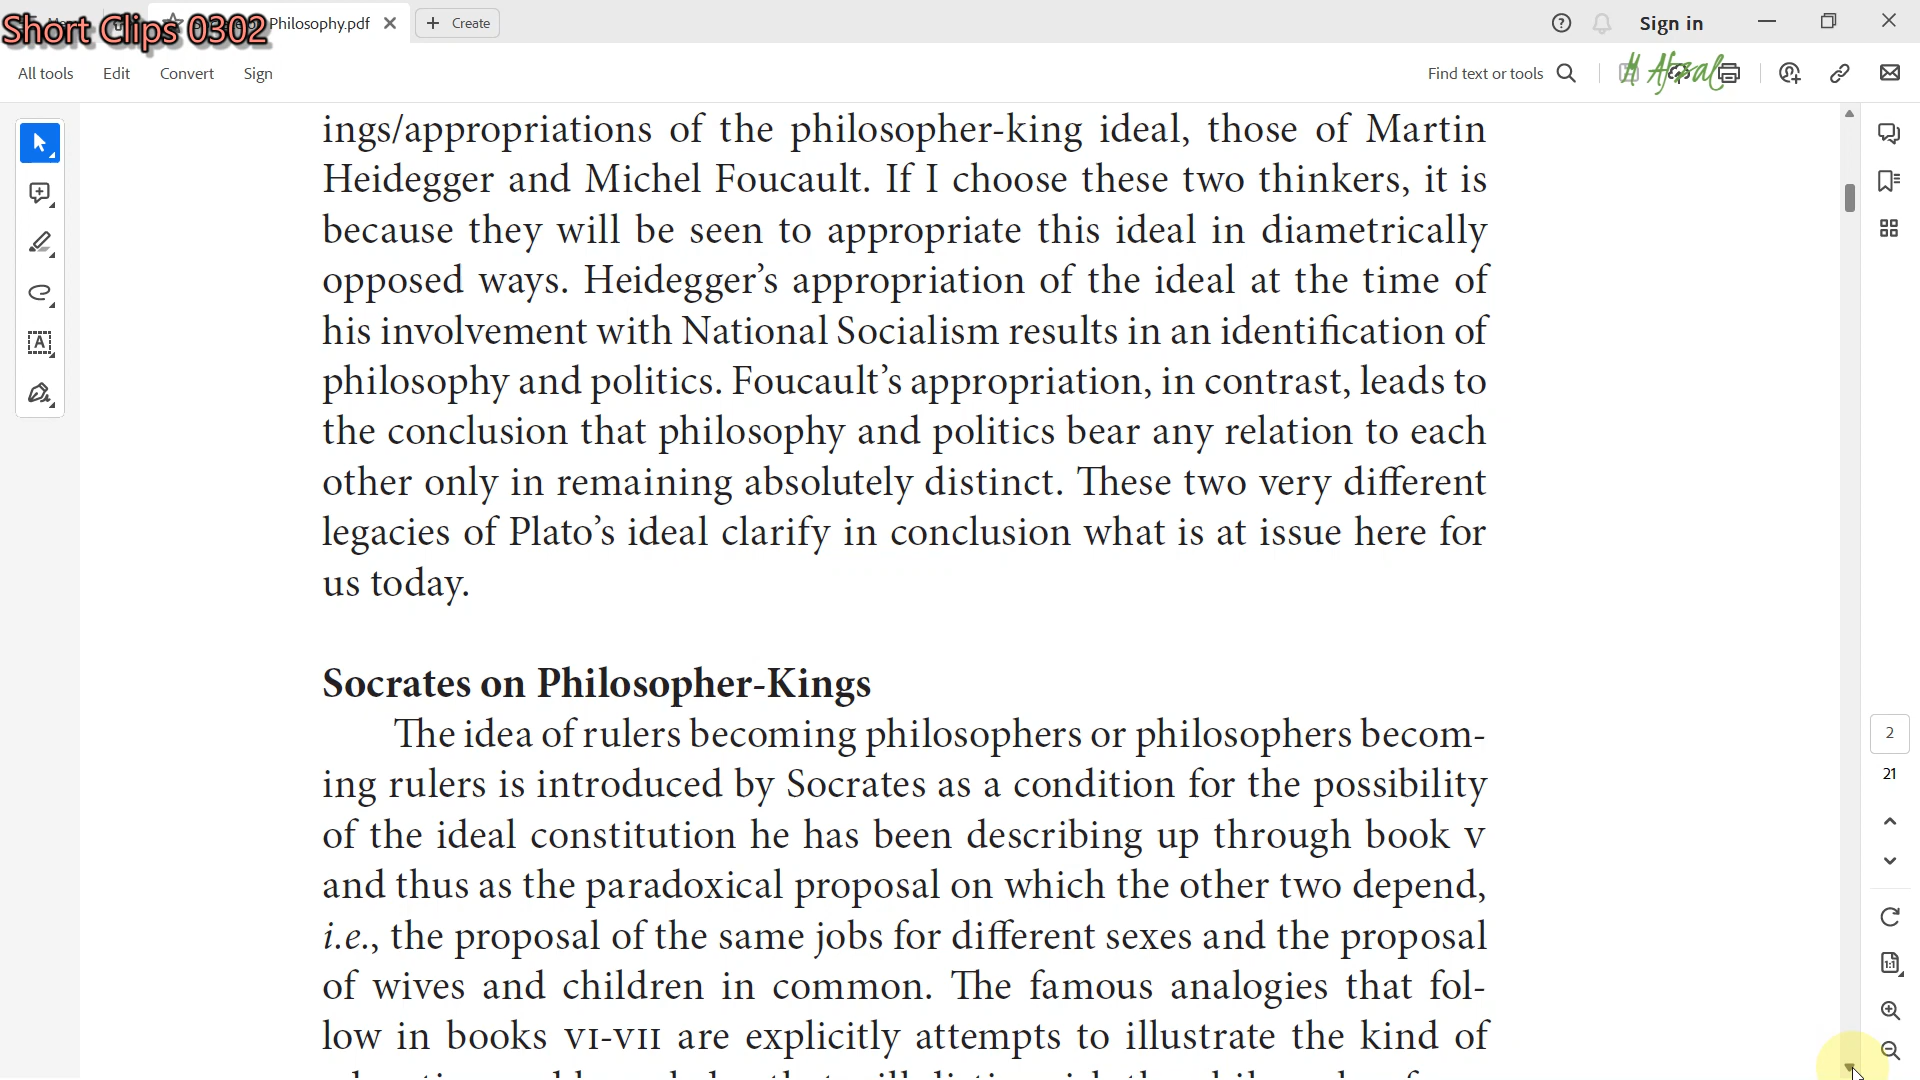 Short Clips 0302
Philosophy.pdf
Create
Sign in
All tools
Edit
Convert
Sign
Find text or tools
M Afzal
ings/appropriations of the philosopher-king ideal, those of Martin
Heidegger and Michel Foucault. If I choose these two thinkers, it is
because they will be seen to appropriate this ideal in diametrically
opposed ways. Heidegger’s appropriation of the ideal at the time of
his involvement with National Socialism results in an identification of
philosophy and politics. Foucault’s appropriation, in contrast, leads to
the conclusion that philosophy and politics bear any relation to each
other only in remaining absolutely distinct. These two very different
legacies of Plato’s ideal clarify in conclusion what is at issue here for
us today.
Socrates on Philosopher-Kings
The idea of rulers becoming philosophers or philosophers becom-
ing rulers is introduced by Socrates as a condition for the possibility
of the ideal constitution he has been describing up through book V
and thus as the paradoxical proposal on which the other two depend,
i.e., the proposal of the same jobs for different sexes and the proposal
of wives and children in common. The famous analogies that fol-
low in books VI-VII are explicitly attempts to illustrate the kind of
2
21